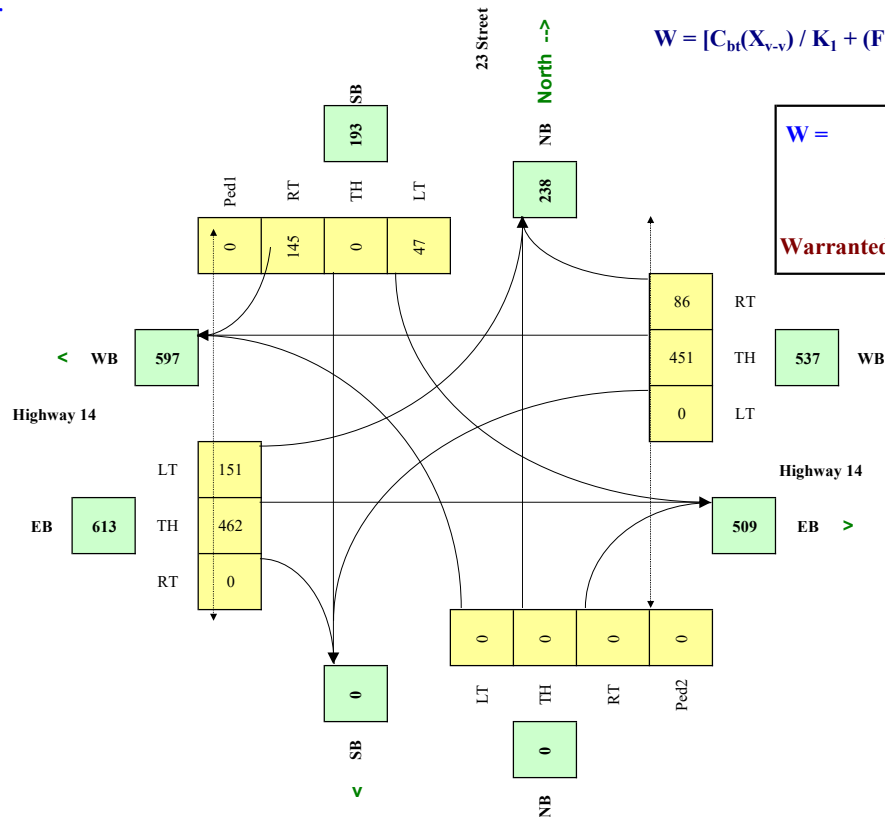 W = [Cbt(Xv-v) / K1 + (F
23 Street
North -->
W =
Warranted
SB
193
NB
238
Ped1
RT
TH
LT
0
145
0
47
86
RT
< WB
597
451
TH
537
WB
0
LT
Highway 14
Highway 14
LT
151
EB
613
TH
462
509
EB >
RT
0
0
0
0
0
LT
TH
RT
Ped2
0
SB
<
0
NB